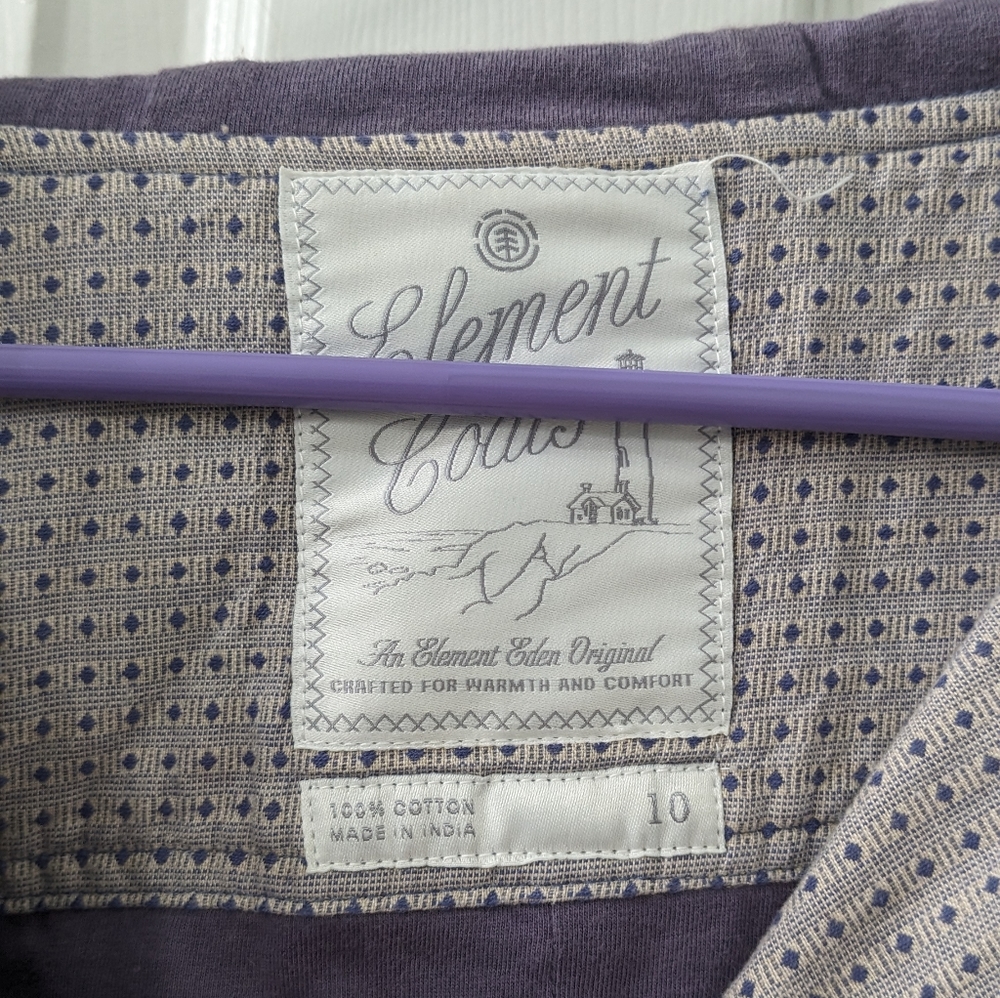 Element
Coats
An Element Eden Original
CRAFTED FOR WARMTH AND COMFORT
100% COTTON
MADE IN INDIA
10